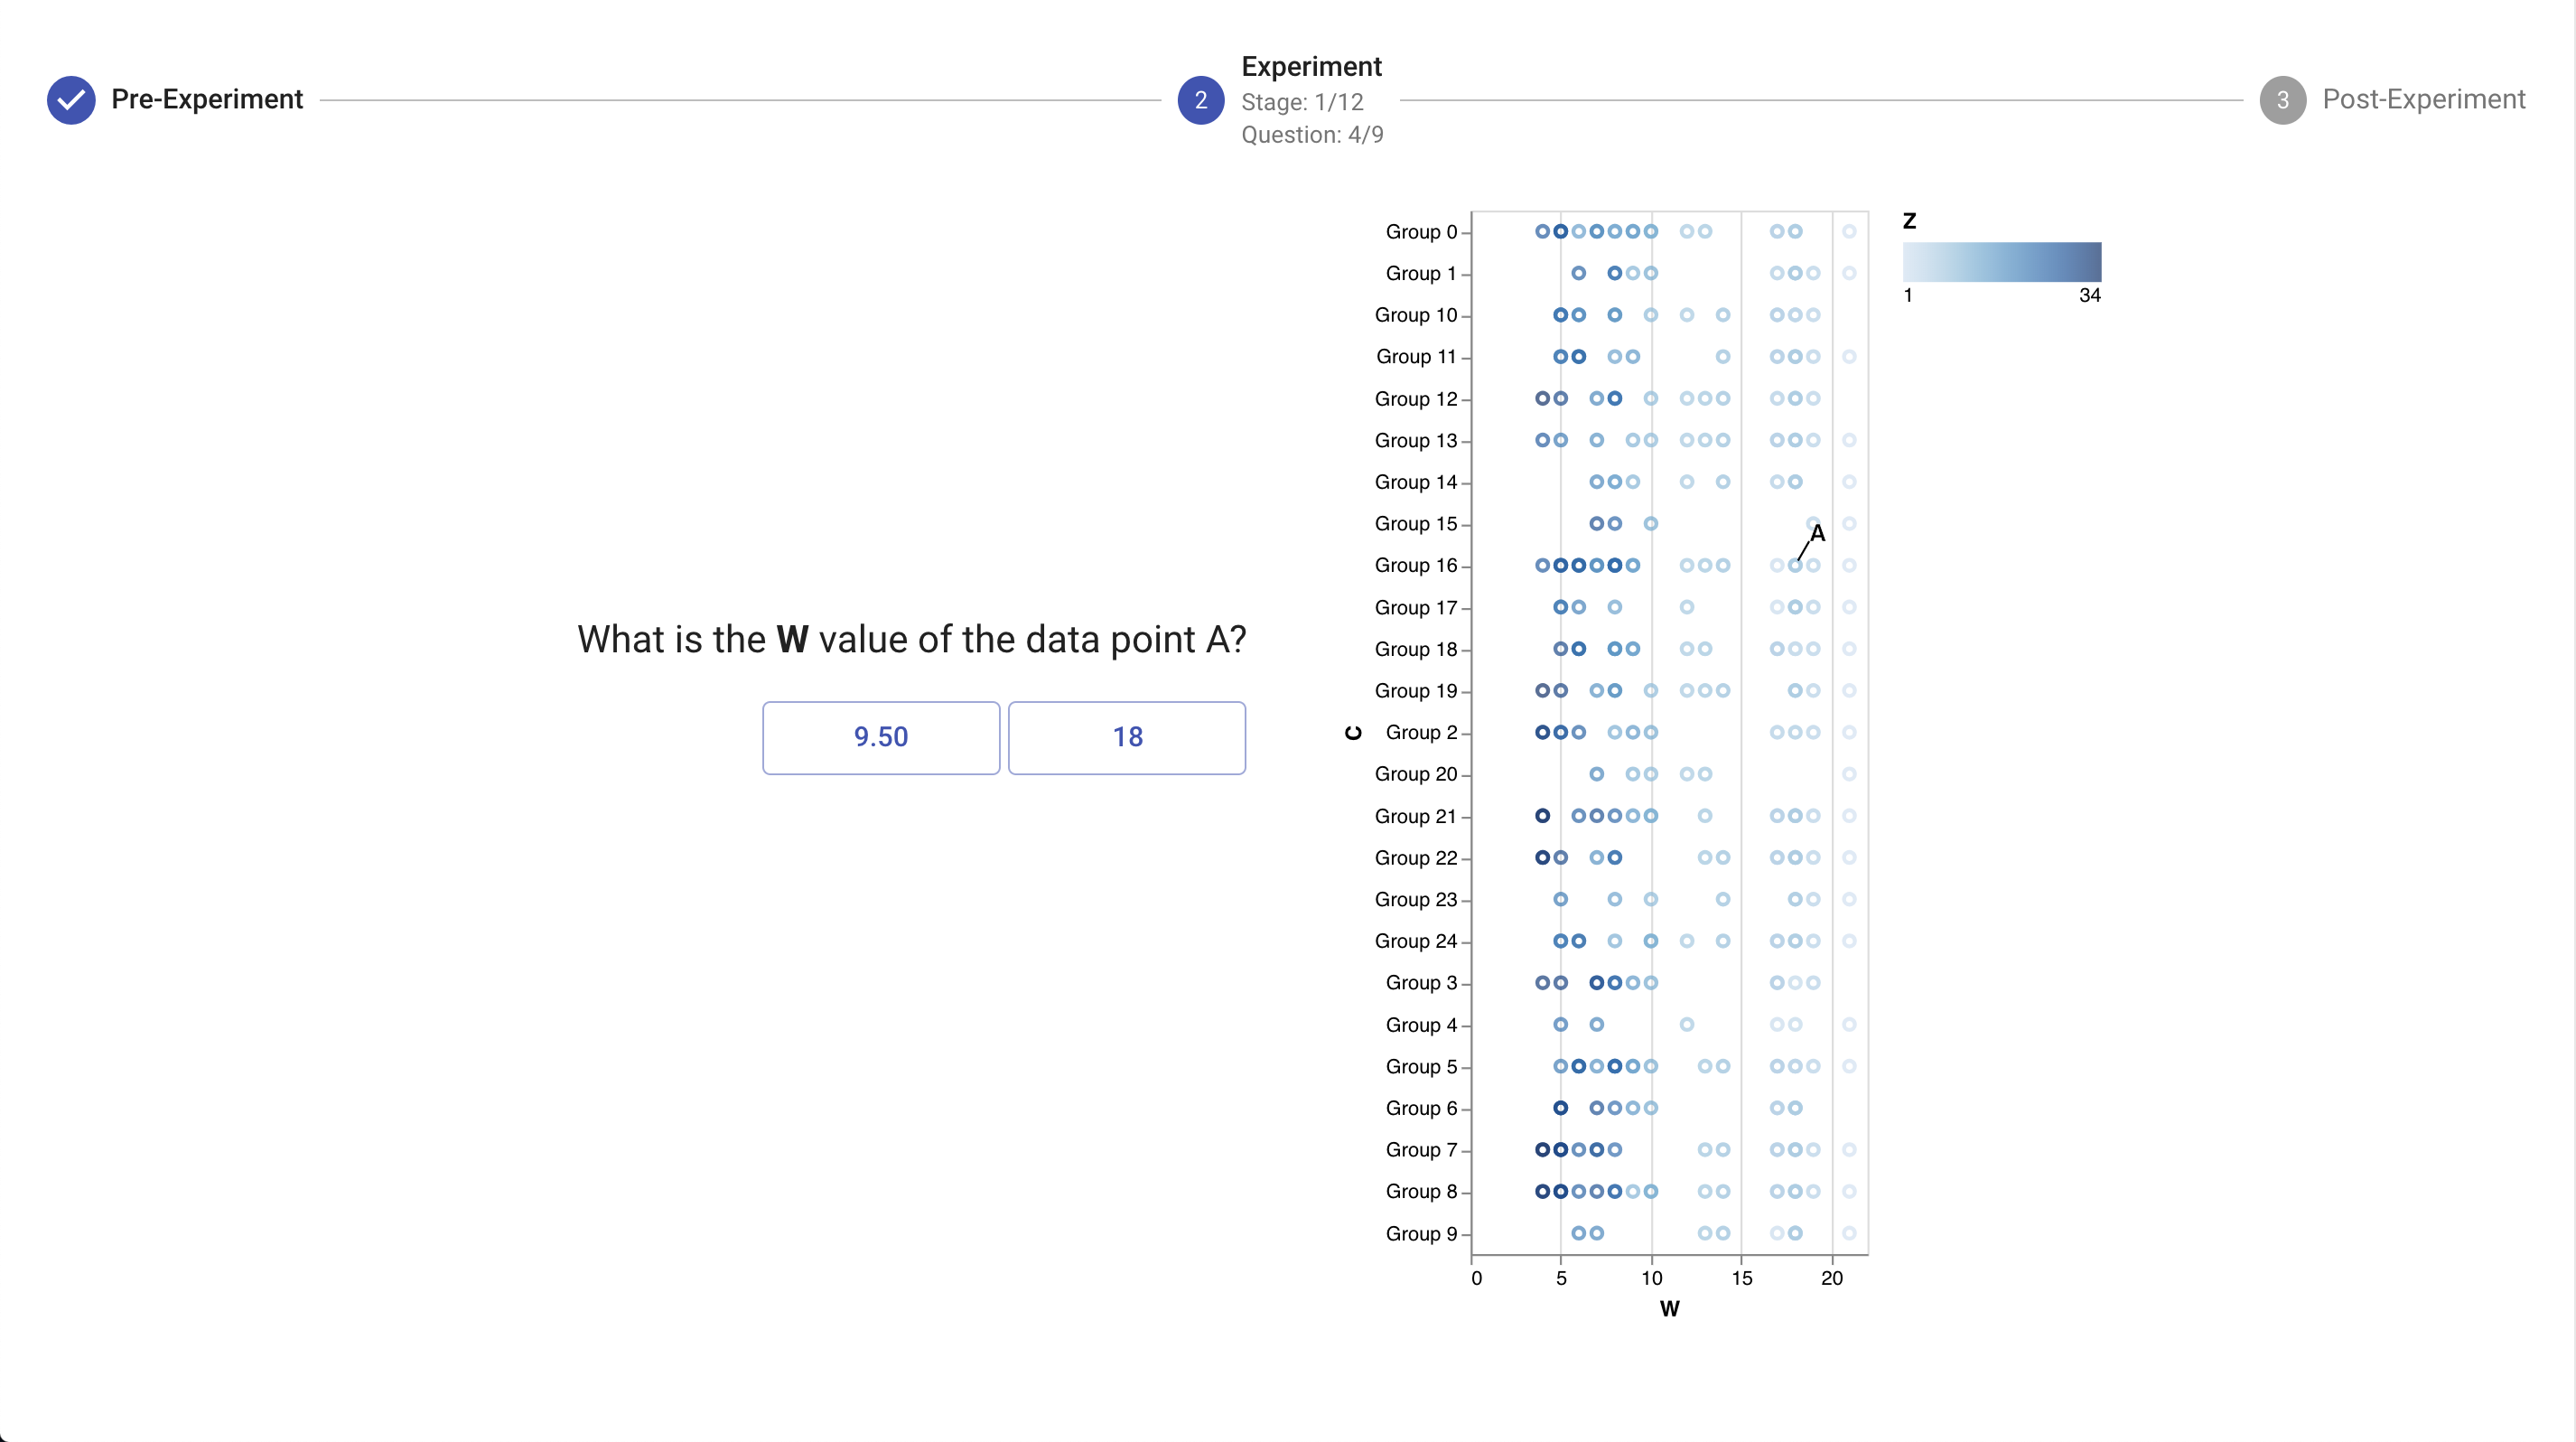 Pre-Experiment
2
Experiment
Stage: 1/12
Question: 4/9
3
Post-Experiment
What is the W value of the data point A?
9.50
18
C
Group 0
Group 1
Group 10
Group 11
Group 12
Group 13
Group 14
Group 15
A
Group 16
Group 17
Group 18
Group 19
Group 2
Group 20
Group 21
Group 22
Group 23
Group 24
Group 3
Group 4
Group 5
Group 6
Group 7
Group 8
Group 9
0 5 10 15 20
W
Z
1 34